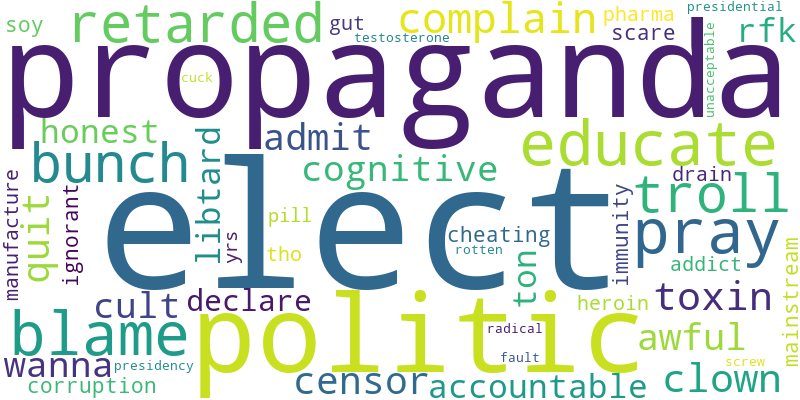 presidential
soy
retarded
gut
complain
pharma
rfk
testosterone
scare
unacceptable
propaganda
cuck
honest
admit
educate
bunch
cognitive
drain
troll
manufacture
ignorant
quit
libtard
yrs
elect
pill
tho
cheating
rotten
immunity
pray
addict
mainstream
cult
declare
ton
heroin
toxin
blame
politic
radical
awful
wanna
presidency
fault
screw
corruption
censor
accountable
clown